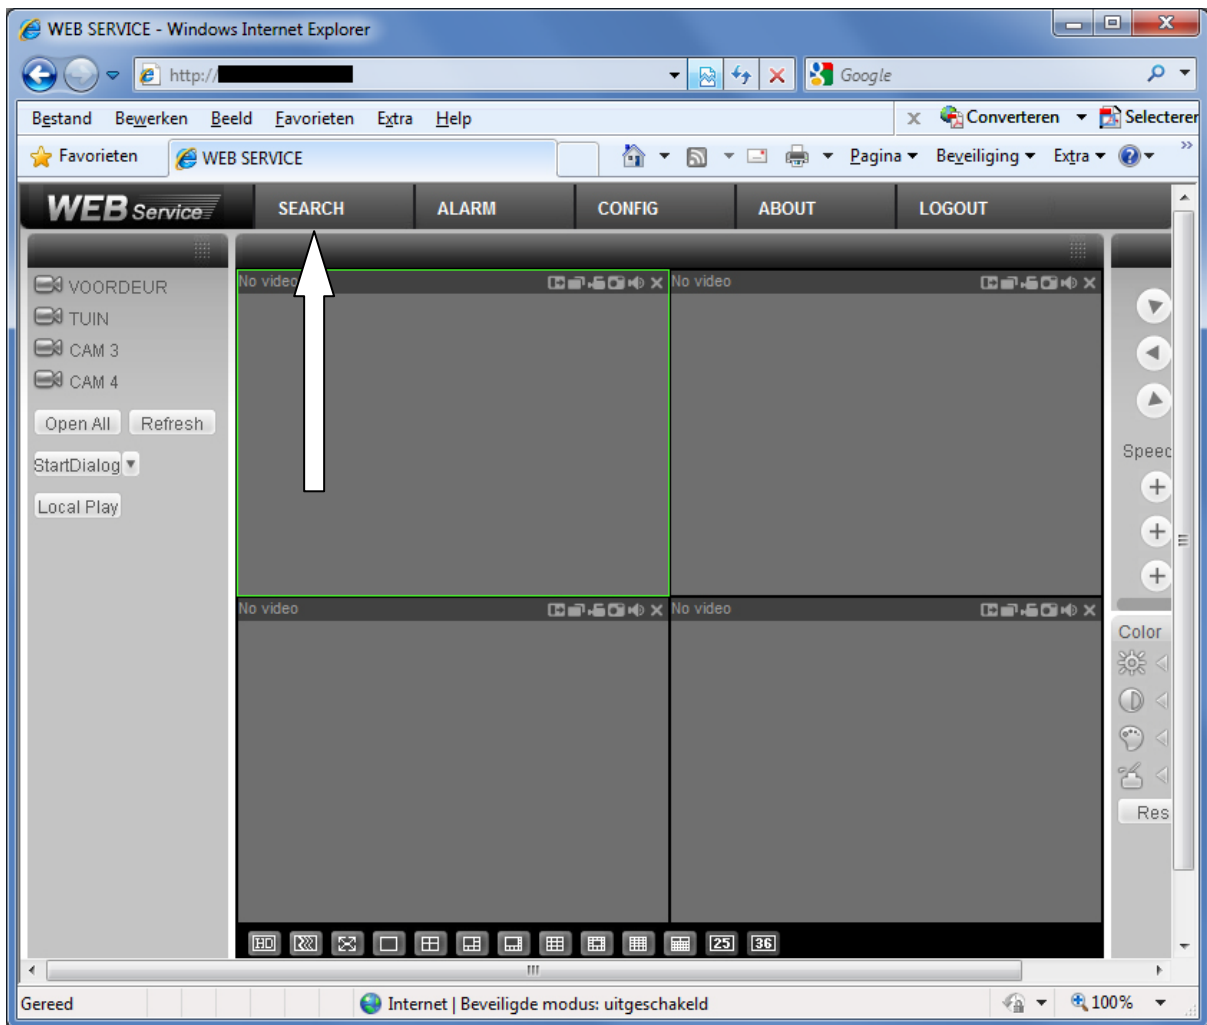 WEB SERVICE - Windows Internet Explorer
http://
Google
Bestand Bewerken Beeld Favorieten Extra Help
x Converteren Selecteren
Favorieten WEB SERVICE Pagina Beveiliging Extra
WEB Service SEARCH ALARM CONFIG ABOUT LOGOUT
VOORDEUR
TUIN
CAM 3
CAM 4
Open All Refresh
StartDialog
Local Play
No video
No video
No video
No video
Speed
Color
Res
HD 25 36
Gereed Internet | Beveiligde modus: uitgeschakeld 100%